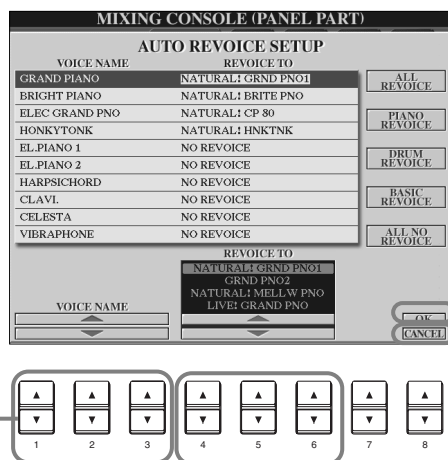 MIXING CONSOLE (PANEL PART)
AUTO REVOICE SETUP
VOICE NAME REVOICE TO
GRAND PIANO NATURAL! GRND PNO1
BRIGHT PIANO NATURAL! BRITE PNO
ELEC GRAND PNO NATURAL! CP 80
HONKYTONK NATURAL! HNKTNK
EL.PIANO 1 NO REVOICE
EL.PIANO 2 NO REVOICE
HARPSICHORD NO REVOICE
CLAVI. NO REVOICE
CELESTA NO REVOICE
VIBRAPHONE NO REVOICE
ALL
REVOICE
PIANO
REVOICE
DRUM
REVOICE
BASIC
REVOICE
ALL NO
REVOICE
REVOICE TO
NATURAL! GRND PNO1
GRND PNO2
NATURAL! MELLW PNO
LIVE! GRAND PNO
VOICE NAME
OK
CANCEL
1 2 3 4 5 6 7 8